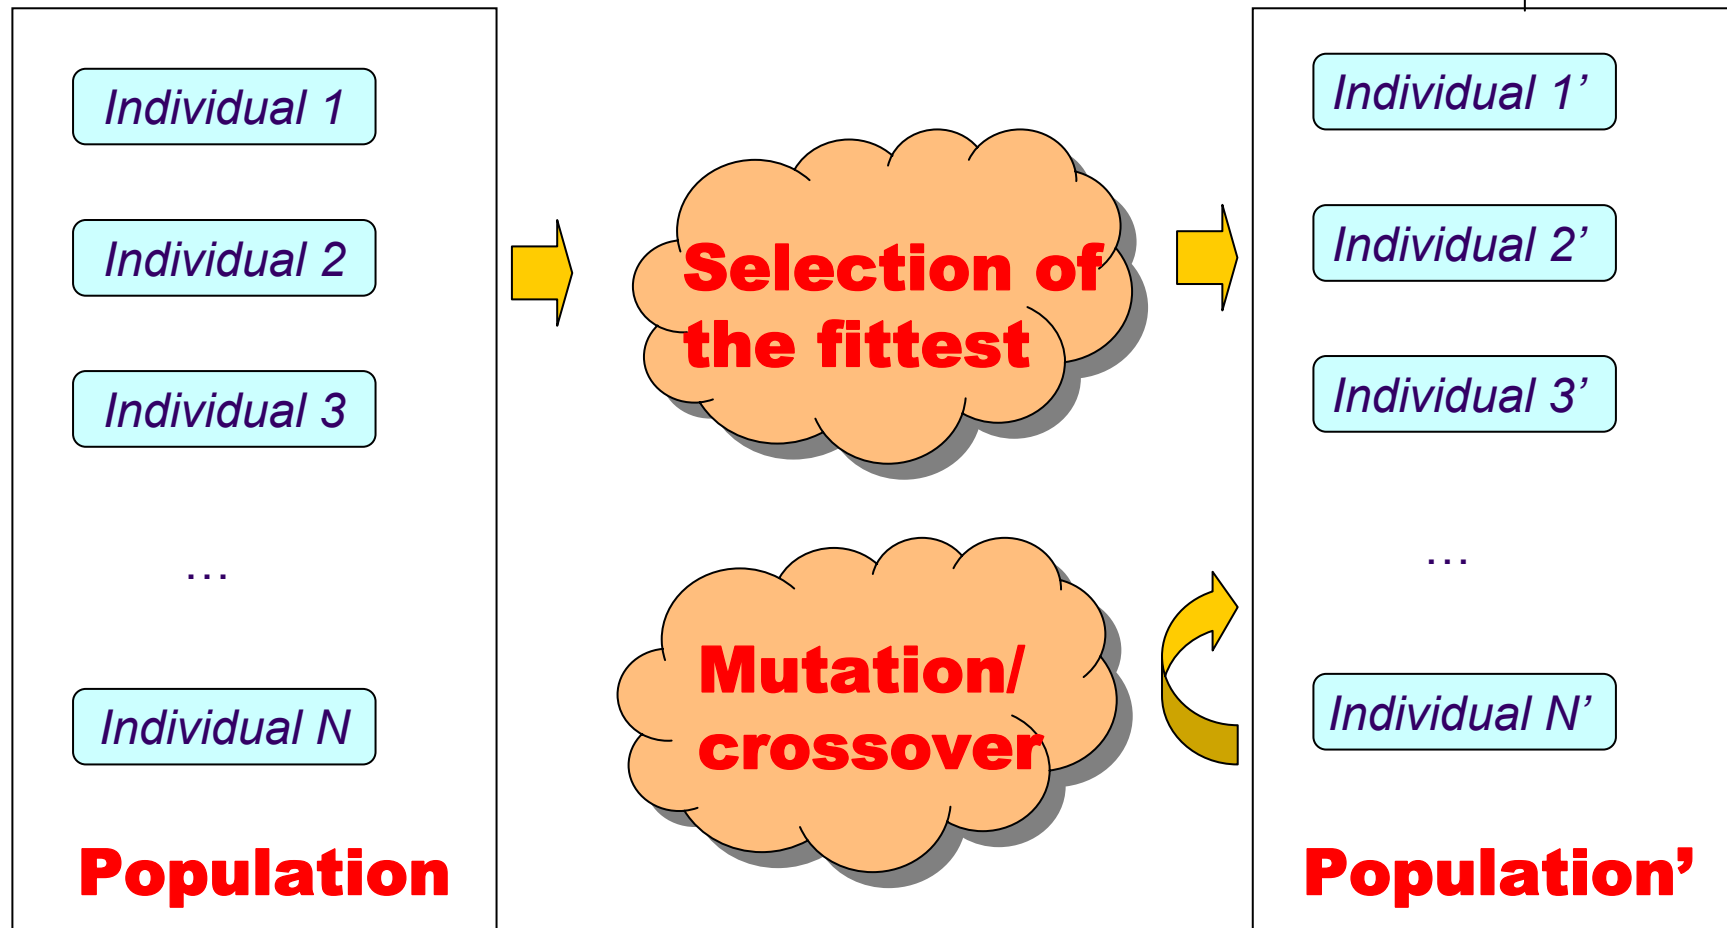 Individual 1
Individual 2
Individual 3
…
Individual N
Population
Selection of
the fittest
Mutation/
crossover
Individual 1’
Individual 2’
Individual 3’
…
Individual N’
Population’